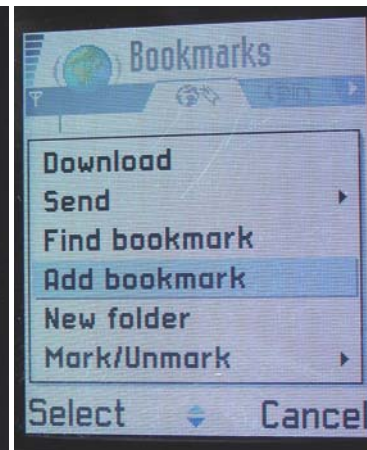 Bookmarks
Download
Send
Find bookmark
Add bookmark
New folder
Mark/Unmark
Select Cancel